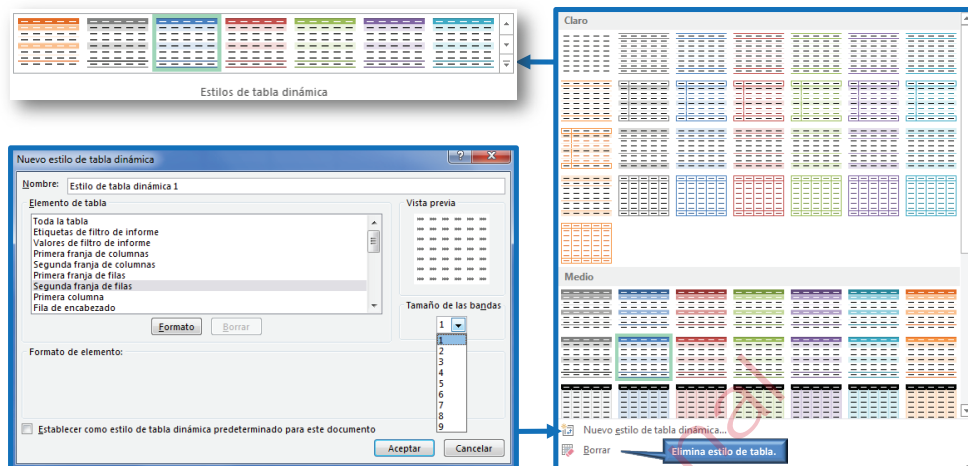 Estilos de tabla dinámica
Nuevo estilo de tabla dinámica
Nombre: Estilo de tabla dinámica 1
Elemento de tabla
Toda la tabla
Etiquetas de filtro de informe
Valores de filtro de informe
Primera franja de columnas
Segunda franja de columnas
Primera franja de filas
Segunda franja de filas
Primera columna
Fila de encabezado
Formato Borrar
Vista previa
Tamaño de las bandas
1
1
2
3
4
5
6
7
8
9
Formato de elemento:
Establecer como estilo de tabla dinámica predeterminado para este documento
Aceptar Cancelar
Claro
Medio
Nuevo estilo de tabla dinámica...
Borrar
Elimina estilo de tabla.